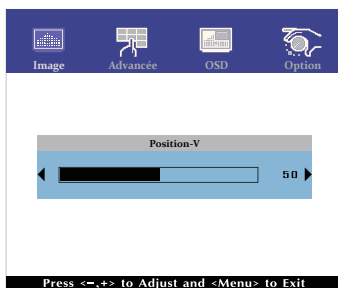 Image Advancée OSD Option
Position-V
50
Press <-,+> to Adjust and <Menu> to Exit